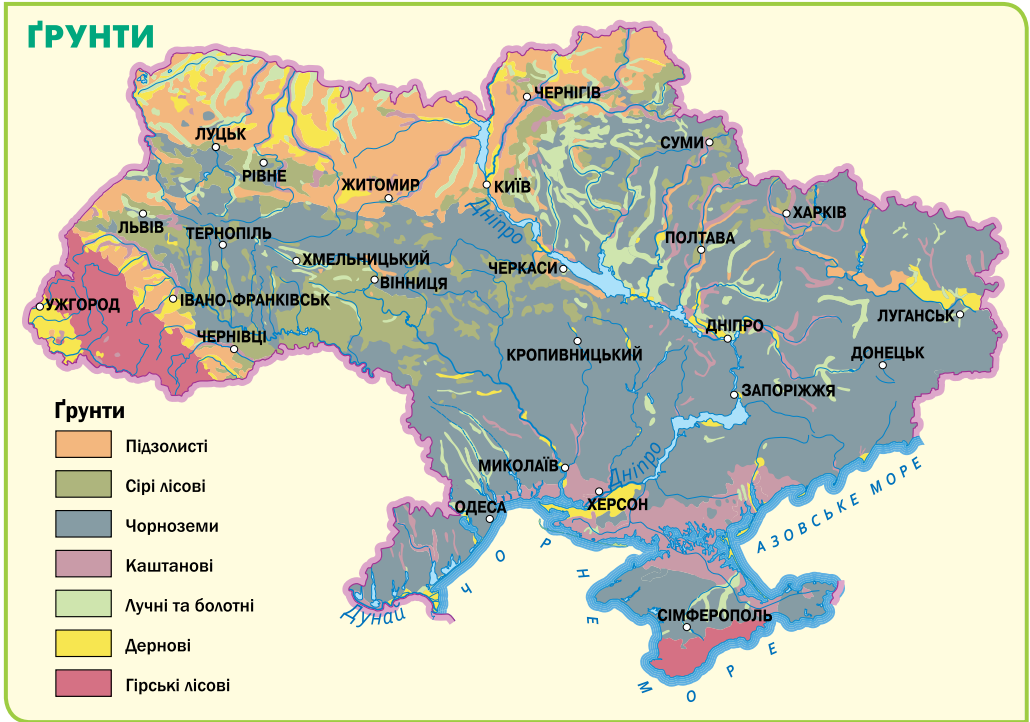 ҐРУНТИ
ЧЕРНІГІВ
ЛУЦЬК
СУМИ
РІВНЕ
ЖИТОМИР
КИЇВ
Дніпро
ЛЬВІВ
ХАРКІВ
ТЕРНОПІЛЬ
ПОЛТАВА
ХМЕЛЬНИЦЬКИЙ
ЧЕРКАСИ
ВІННИЦЯ
УЖГОРОД
ІВАНО-ФРАНКІВСЬК
ЛУГАНСЬК
ЧЕРНІВЦІ
ДНІПРО
КРОПИВНИЦЬКИЙ
ДОНЕЦЬК
ЗАПОРІЖЖЯ
МИКОЛАЇВ
Дніпро
ОДЕСА
ХЕРСОН
АЗОВСЬКЕ МОРЕ
Дунай
СІМФЕРОПОЛЬ
ЧОРНЕ МОРЕ
Ґрунти
Підзолисті
Сірі лісові
Чорноземи
Каштанові
Лучні та болотні
Дернові
Гірські лісові